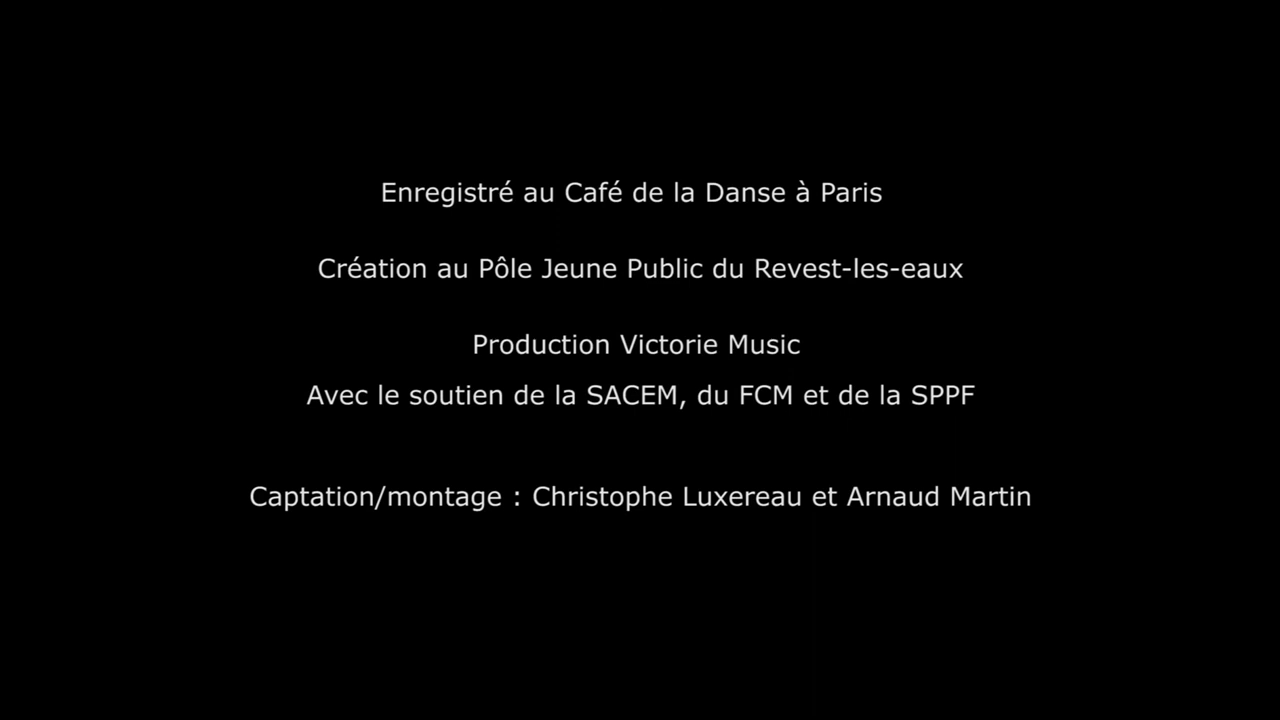 Enregistré au Café de la Danse à Paris
Création au Pôle Jeune Public du Revest-les-eaux
Production Victorie Music
Avec le soutien de la SACEM, du FCM et de la SPPF
Captation/montage : Christophe Luxereau et Arnaud Martin